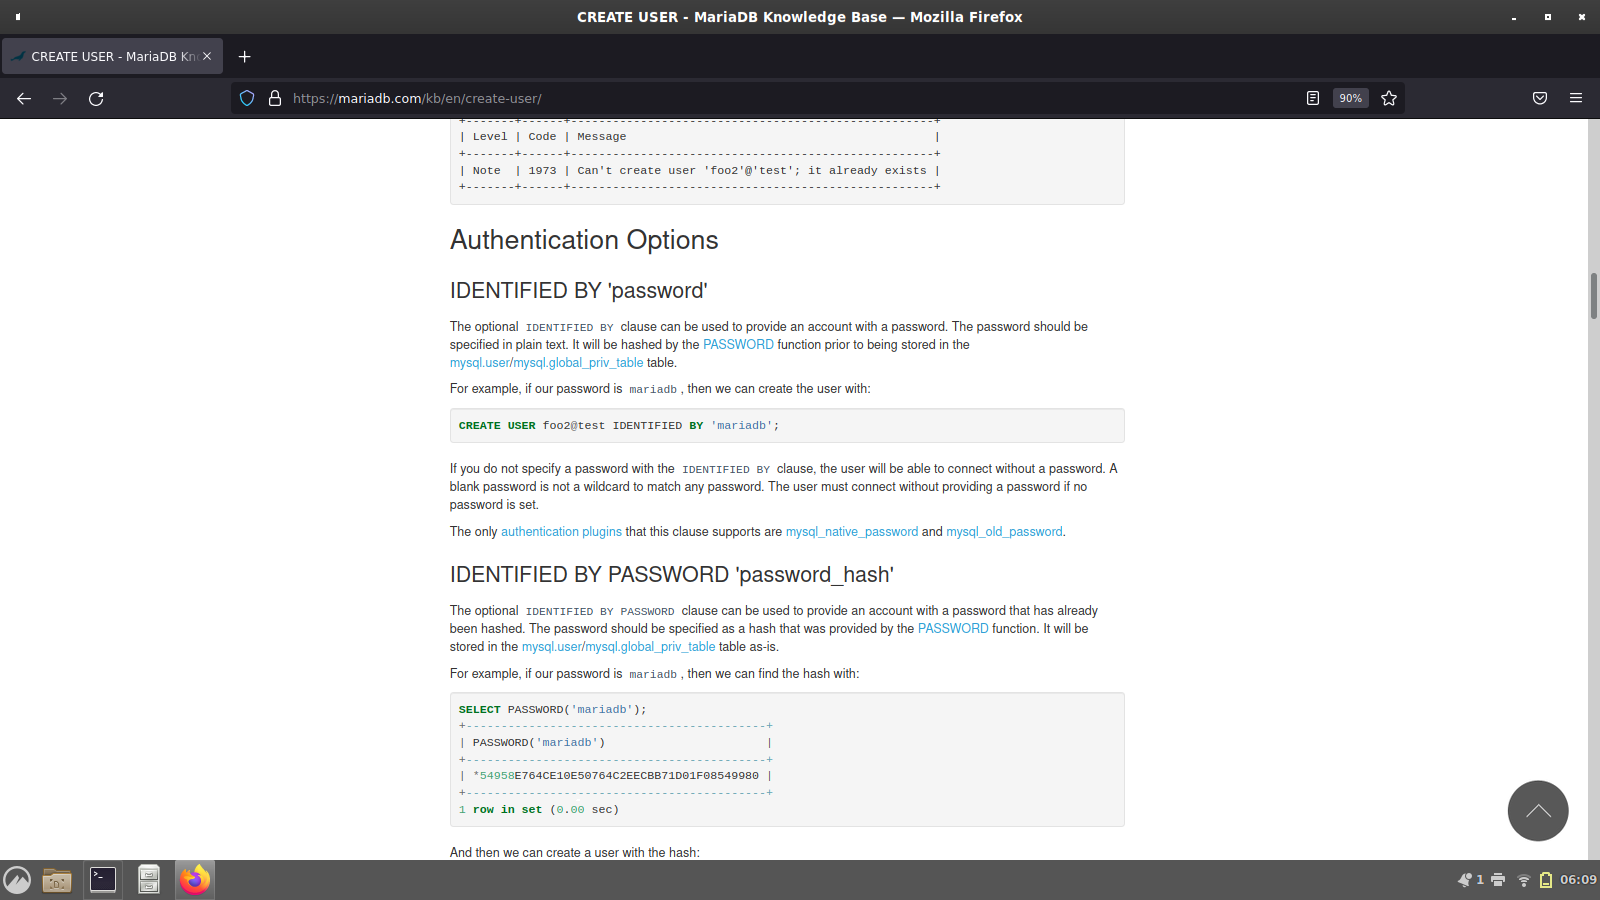 CREATE USER - MariaDB Knowledge Base — Mozilla Firefox
CREATE USER - MariaDB Kn
https://mariadb.com/kb/en/create-user/
90%
+-------+------+----------------------------------------------------+
| Level | Code | Message                                            |
+-------+------+----------------------------------------------------+
| Note  | 1973 | Can't create user 'foo2'@'test'; it already exists |
+-------+------+----------------------------------------------------+
Authentication Options
IDENTIFIED BY 'password'
The optional IDENTIFIED BY clause can be used to provide an account with a password. The password should be
specified in plain text. It will be hashed by the PASSWORD function prior to being stored in the
mysql.user/mysql.global_priv_table table.
For example, if our password is mariadb, then we can create the user with:
CREATE USER foo2@test IDENTIFIED BY 'mariadb';
If you do not specify a password with the IDENTIFIED BY clause, the user will be able to connect without a password. A
blank password is not a wildcard to match any password. The user must connect without providing a password if no
password is set.
The only authentication plugins that this clause supports are mysql_native_password and mysql_old_password.
IDENTIFIED BY PASSWORD 'password_hash'
The optional IDENTIFIED BY PASSWORD clause can be used to provide an account with a password that has already
been hashed. The password should be specified as a hash that was provided by the PASSWORD function. It will be
stored in the mysql.user/mysql.global_priv_table table as-is.
For example, if our password is mariadb, then we can find the hash with:
SELECT PASSWORD('mariadb');
+-------------------------------------------+
| PASSWORD('mariadb')                       |
+-------------------------------------------+
| *54958E764CE10E50764C2EECBB71D01F08549980 |
+-------------------------------------------+
1 row in set (0.00 sec)
And then we can create a user with the hash:
1
06:09